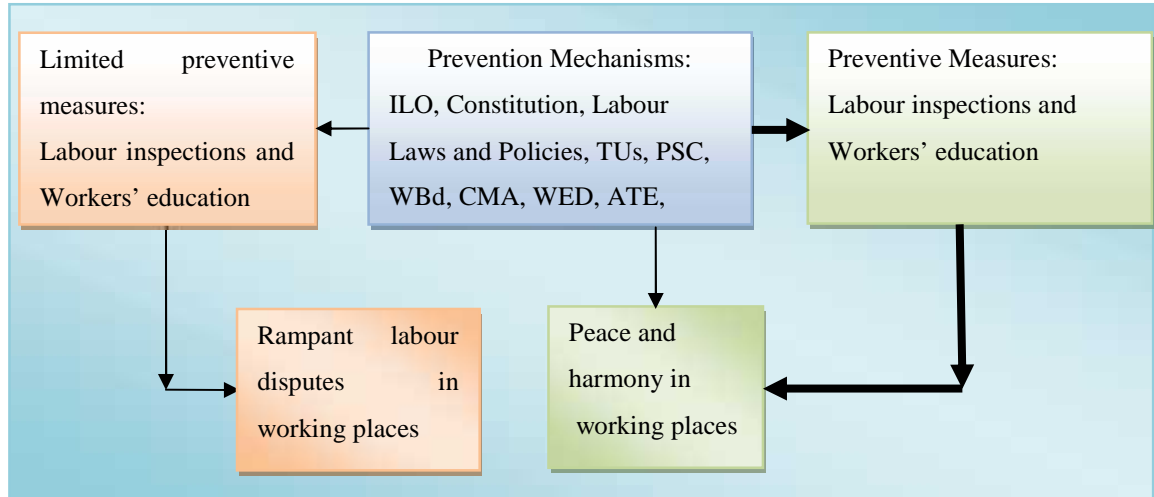 Limited preventive
measures:
Labour inspections and
Workers’ education
Prevention Mechanisms:
ILO, Constitution, Labour
Laws and Policies, TUs, PSC,
WBd, CMA, WED, ATE,
Preventive Measures:
Labour inspections and
Workers’ education
Rampant labour
disputes in
working places
Peace and
harmony in
working places